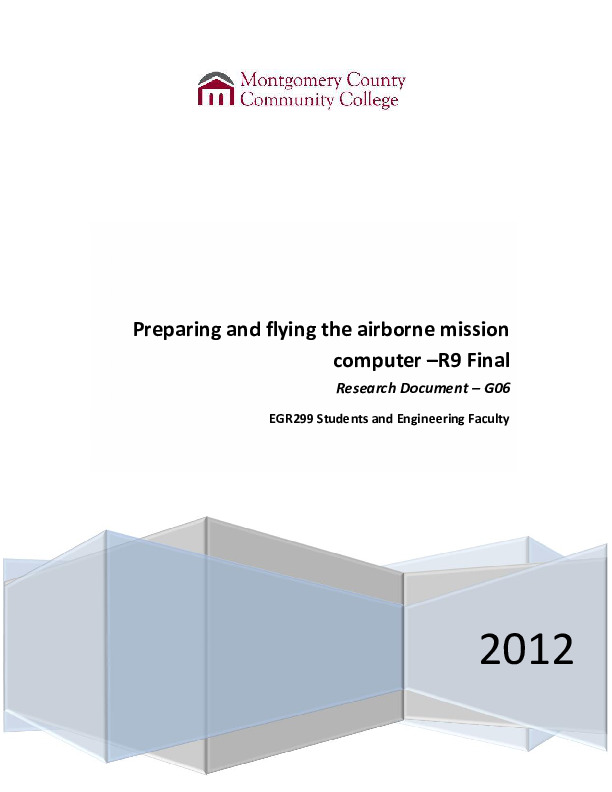 Montgomery County
Community College
Preparing and flying the airborne mission
computer –R9 Final
Research Document – G06
EGR299 Students and Engineering Faculty
2012